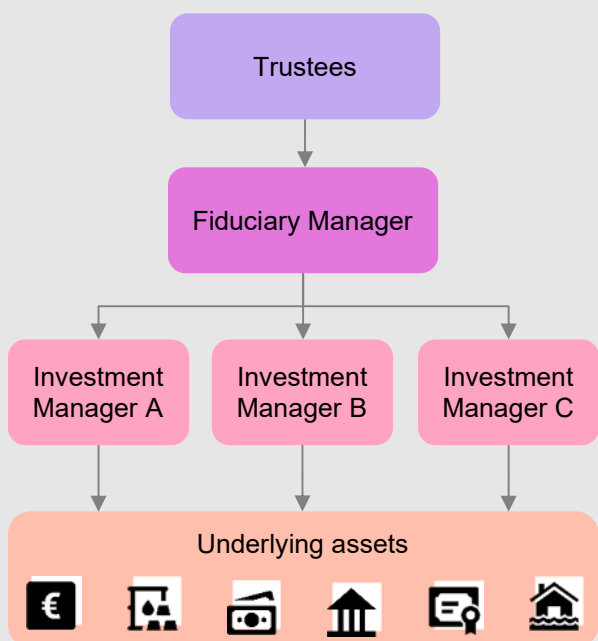 Trustees
Fiduciary Manager
Investment
Manager A
Investment
Manager B
Investment
Manager C
Underlying assets
€